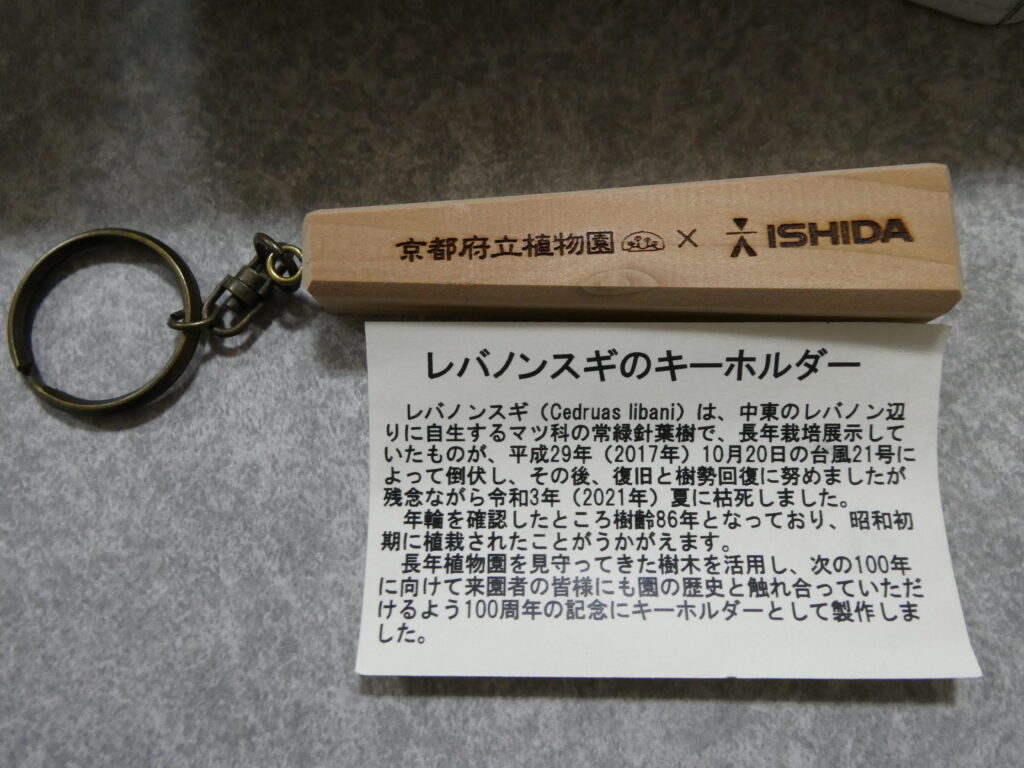 京都府立植物園 × ISHIDA
レバノンスギのキーホルダー
レバノンスギ（Cedruas libani）は、中東のレバノン辺
りに自生するマツ科の常緑針葉樹で、長年栽培展示して
いたものが、平成29年（2017年）10月20日の台風21号に
よって倒伏し、その後、復旧と樹勢回復に努めましたが
残念ながら令和3年（2021年）夏に枯死しました。
年輪を確認したところ樹齢86年となっており、昭和初
期に植栽されたことがうかがえます。
長年植物園を見守ってきた樹木を活用し、次の100年
に向けて来園者の皆様にも園の歴史と触れ合っていただ
けるよう100周年の記念にキーホルダーとして製作しま
した。